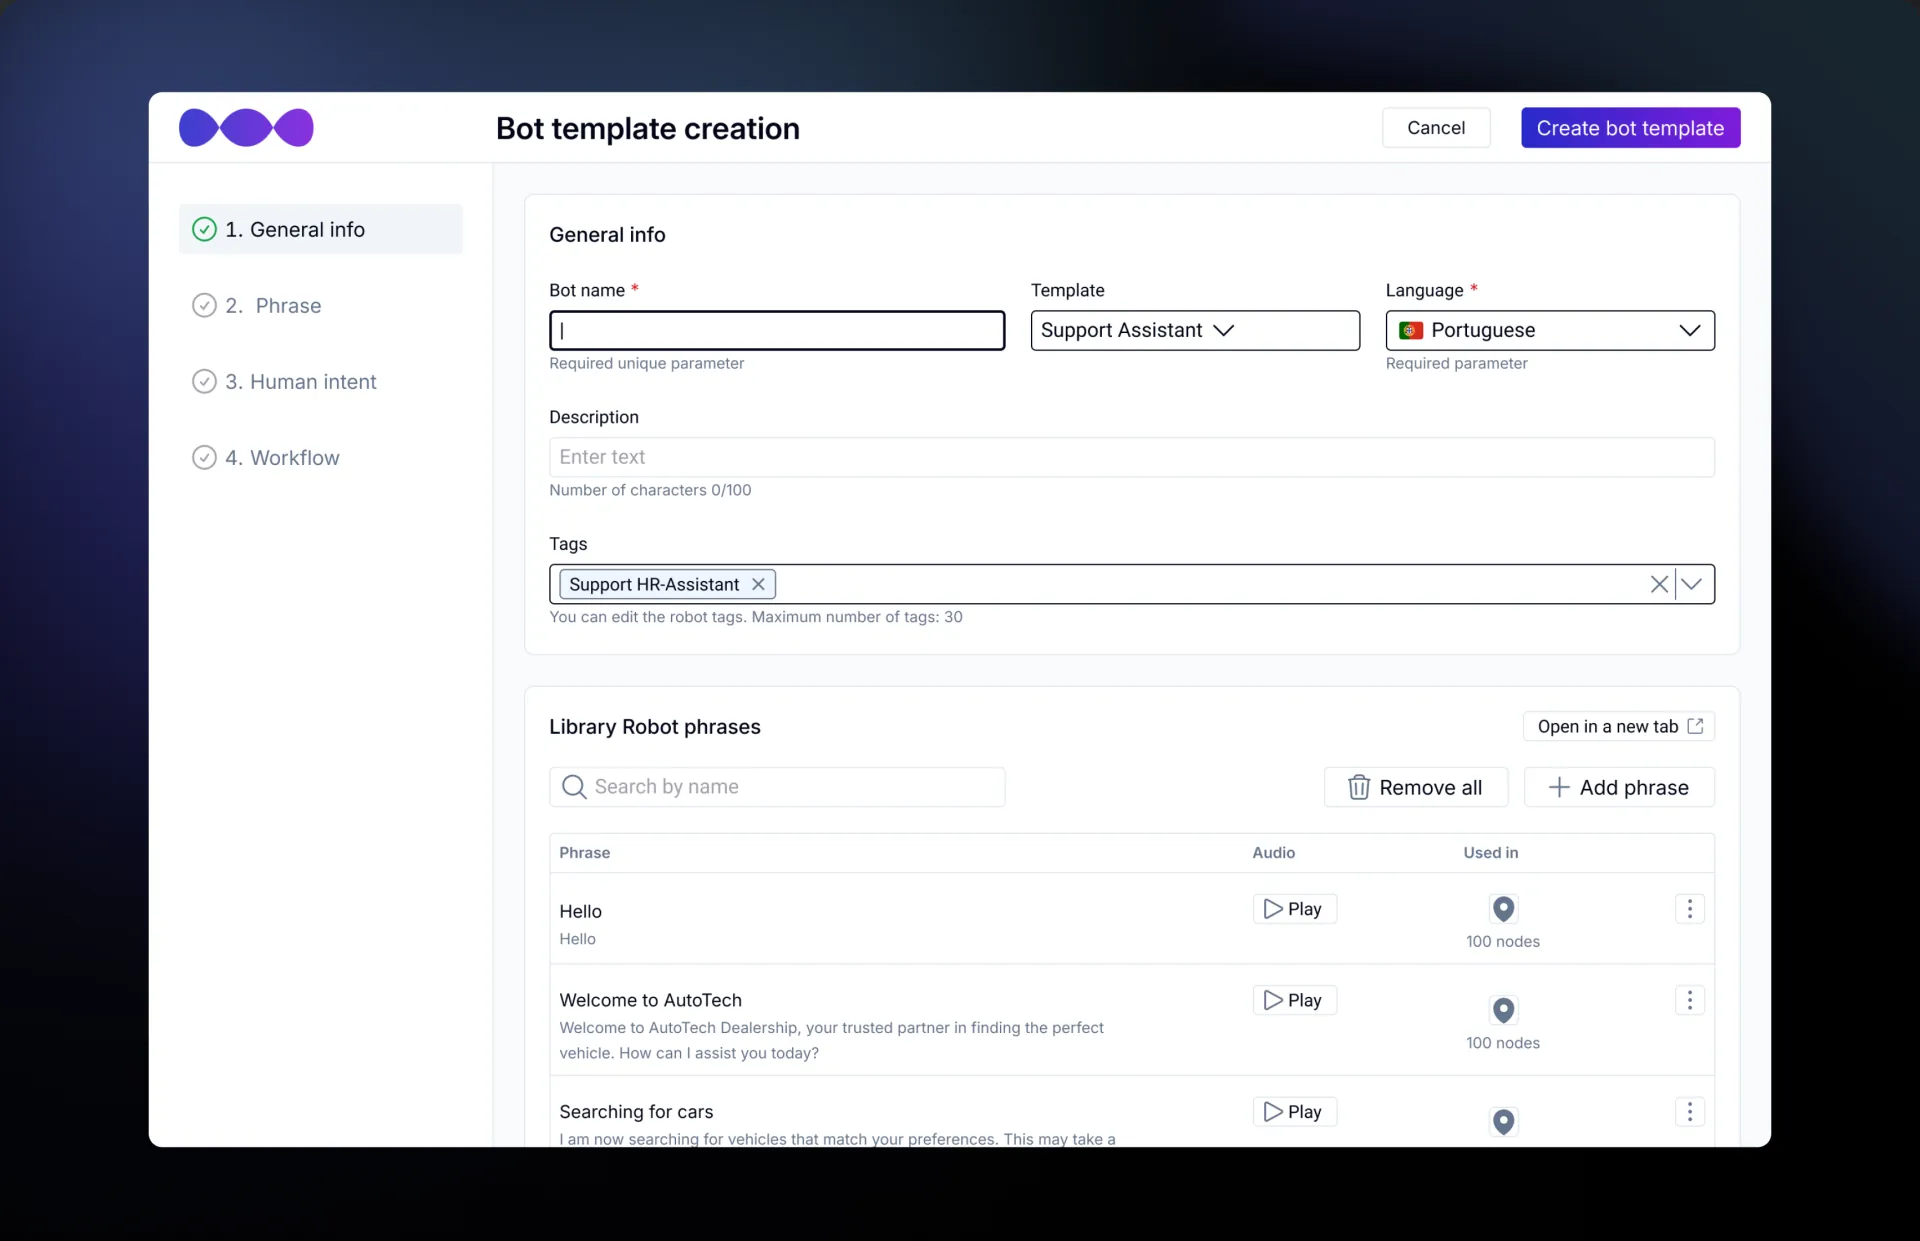 Bot template creation
Cancel
Create bot template
1. General info
2. Phrase
3. Human intent
4. Workflow
General info
Bot name *
Template
Language *
Support Assistant
Portuguese
Required unique parameter
Required parameter
Description
Enter text
Number of characters 0/100
Tags
Support HR-Assistant
You can edit the robot tags. Maximum number of tags: 30
Library Robot phrases
Open in a new tab
Search by name
Remove all
Add phrase
Phrase
Audio
Used in
Hello
Hello
Play
100 nodes
Welcome to AutoTech
Welcome to AutoTech Dealership, your trusted partner in finding the perfect
vehicle. How can I assist you today?
Play
100 nodes
Searching for cars
I am now searching for vehicles that match your preferences. This may take a
Play